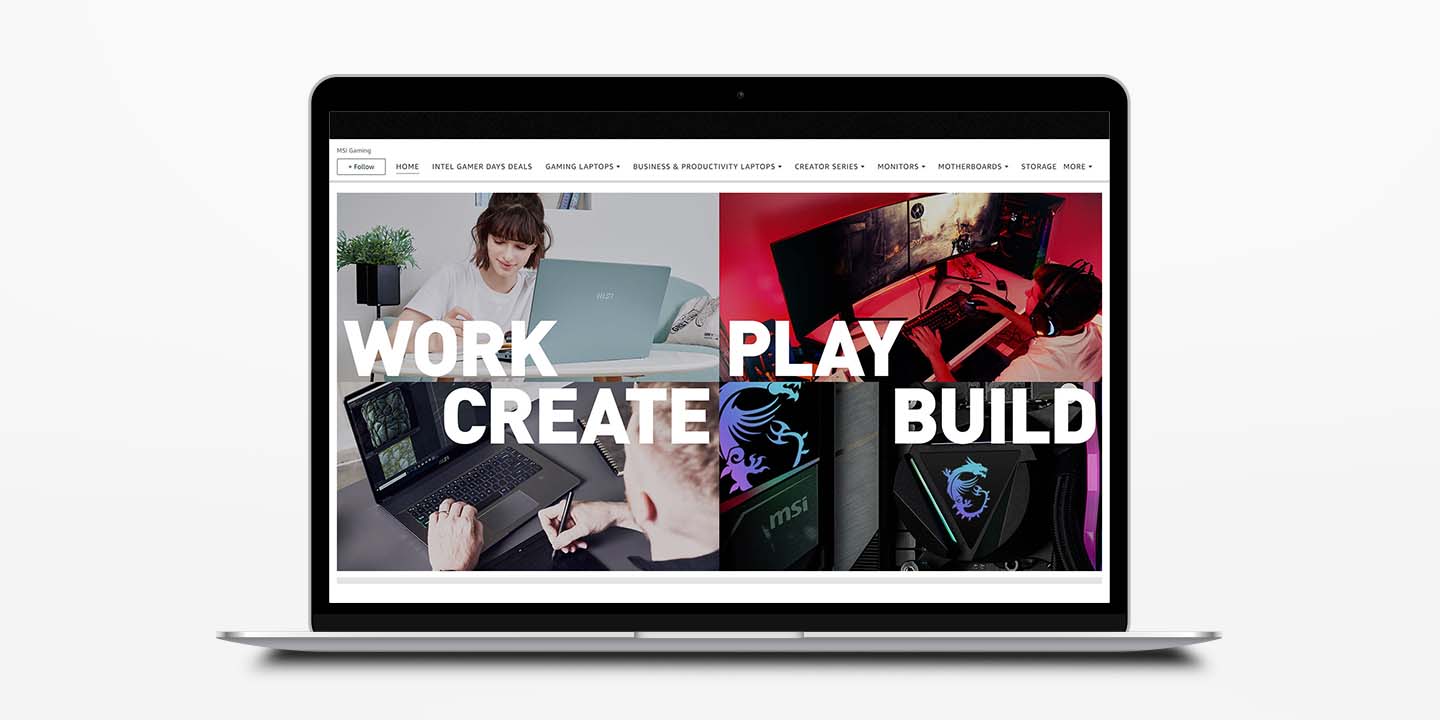 MSI Gaming
+ Follow
HOME INTEL GAMER DAYS DEALS GAMING LAPTOPS BUSINESS & PRODUCTIVITY LAPTOPS CREATOR SERIES MONITORS MOTHERBOARDS STORAGE MORE
msi
WORK PLAY
CREATE BUILD
msi